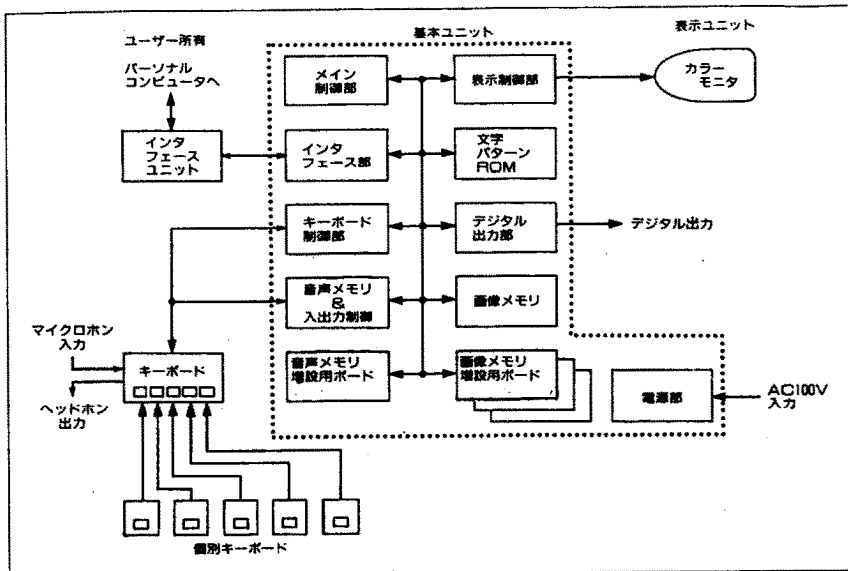 ユーザー所有
パーソナル
コンピュータへ
インタ
フェース
ユニット
基本ユニット
メイン
制御部
インタ
フェース部
キーボード
制御部
音声メモリ
&
入出力制御
音声メモリ
増設用ボード
表示制御部
文字
パターン
ROM
デジタル
出力部
画像メモリ
画像メモリ
増設用ボード
電源部
表示ユニット
カラー
モニタ
デジタル出力
AC100V
入力
マイクロホン
入力
キーボード
ヘッドホン
出力
個別キーボード